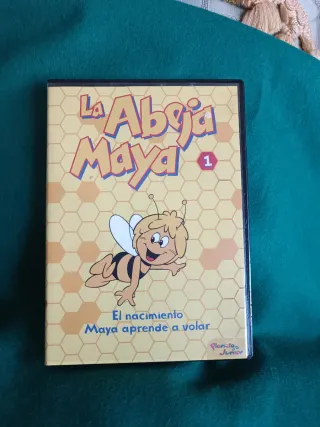 La Abeja
Maya
1
El nacimiento
Maya aprende a volar
Planeta
Junior